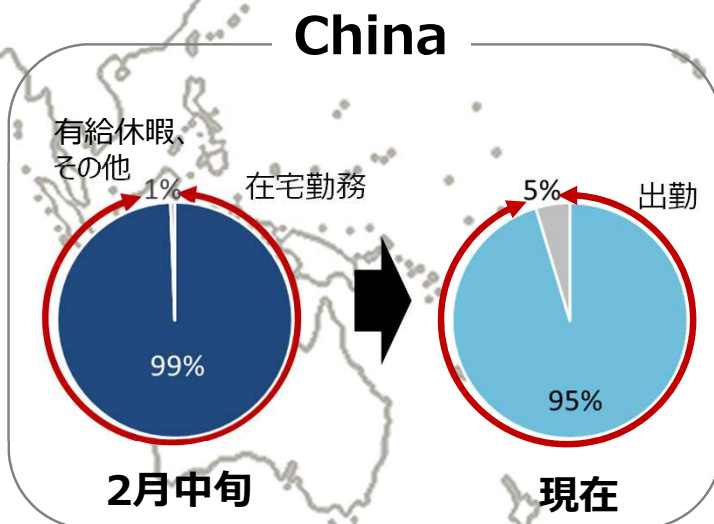 China
有給休暇、
その他
1%
在宅勤務
99%
2月中旬
5%
出勤
95%
現在